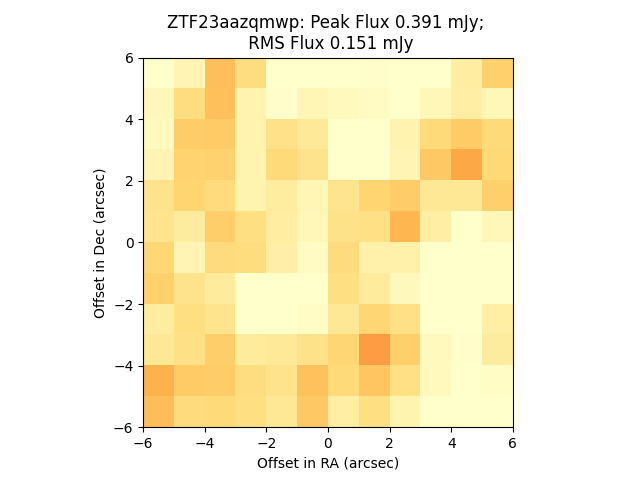 ZTF23aazqmwp: Peak Flux 0.391 mJy;
RMS Flux 0.151 mJy
6
4
2
0
−2
−4
−6
Offset in Dec (arcsec)
−6 −4 −2 0 2 4 6
Offset in RA (arcsec)